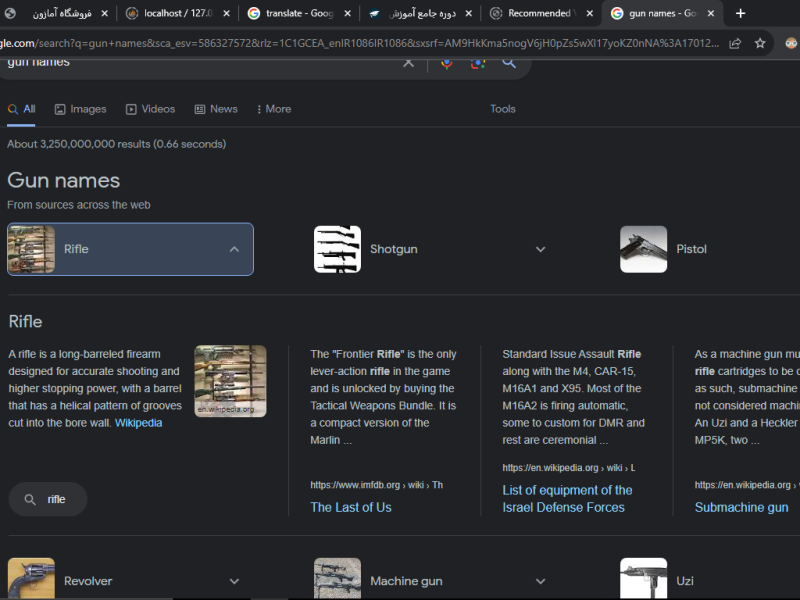 فروشگاه آمازون
localhost / 127.0
translate - Goog
دوره جامع آموزش
Recommended
gun names - Go
gle.com/search?q=gun+names&sca_esv=586327572&rlz=1C1GCEA_enIR1086IR1086&sxsrf=AM9HkKma5nogV6jH0pZs5wXl17yoKZ0nNA%3A17012...
gun names
All
Images
Videos
News
More
Tools
About 3,250,000,000 results (0.66 seconds)
Gun names
From sources across the web
Rifle
Shotgun
Pistol
Rifle
A rifle is a long-barreled firearm
designed for accurate shooting and
higher stopping power, with a barrel
that has a helical pattern of grooves
cut into the bore wall. Wikipedia
en.wikipedia.org
rifle
The "Frontier Rifle" is the only
lever-action rifle in the game
and is unlocked by buying the
Tactical Weapons Bundle. It is
a compact version of the
Marlin ...
https://www.imfdb.org › wiki › Th
The Last of Us
Standard Issue Assault Rifle
along with the M4, CAR-15,
M16A1 and X95. Most of the
M16A2 is firing automatic,
some to custom for DMR and
rest are ceremonial ...
https://en.wikipedia.org › wiki › L
List of equipment of the
Israel Defense Forces
As a machine gun mu
rifle cartridges to be c
as such, submachine
not considered machi
An Uzi and a Heckler
MP5K, two ...
https://en.wikipedia.org ›
Submachine gun
Revolver
Machine gun
Uzi